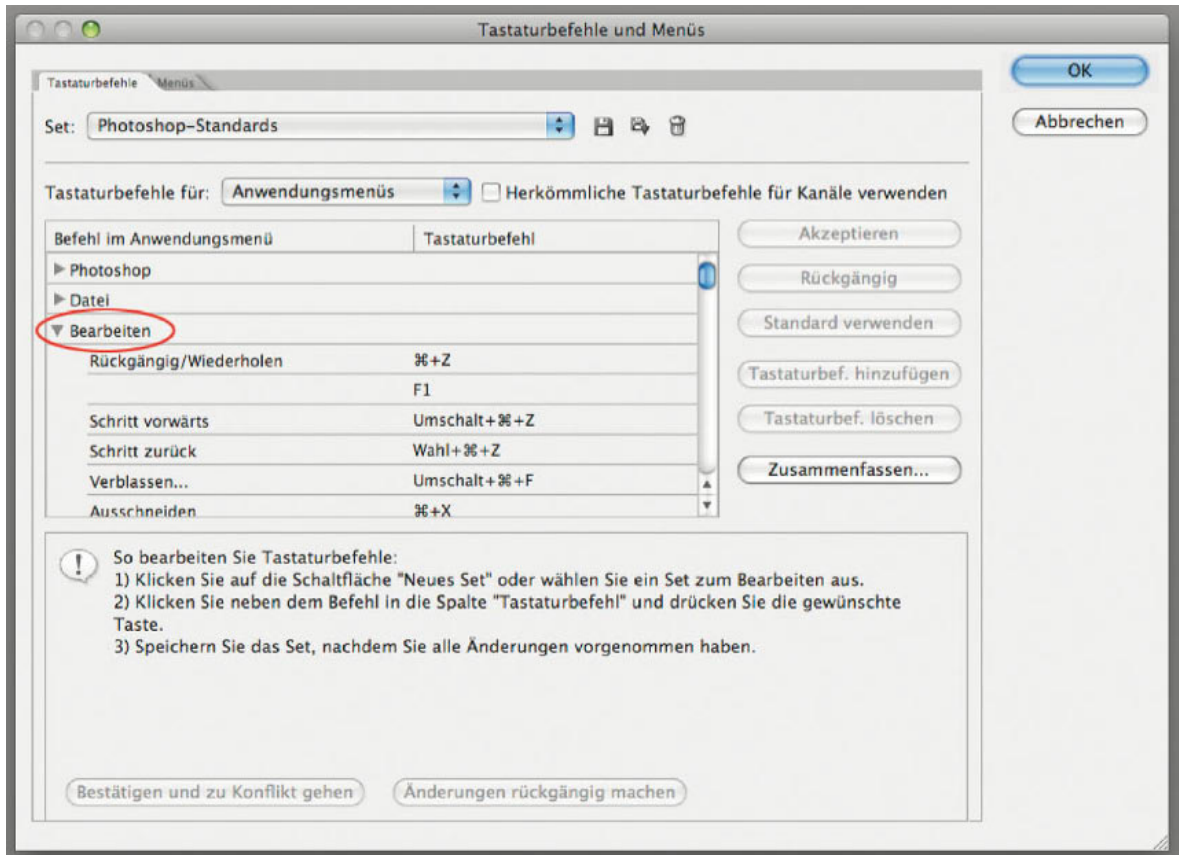 Tastaturbefehle und Menüs
OK
Abbrechen
Tastaturbefehle Menüs
Set: Photoshop-Standards
Tastaturbefehle für: Anwendungsmenüs Herkömmliche Tastaturbefehle für Kanäle verwenden
Befehl im Anwendungsmenü Tastaturbefehl
Photoshop
Datei
Bearbeiten
Rückgängig/Wiederholen ⌘+Z
F1
Schritt vorwärts Umschalt+⌘+Z
Schritt zurück Wahl+⌘+Z
Verblassen... Umschalt+⌘+F
Ausschneiden ⌘+X
Akzeptieren
Rückgängig
Standard verwenden
Tastaturbef. hinzufügen
Tastaturbef. löschen
Zusammenfassen...
So bearbeiten Sie Tastaturbefehle:
1) Klicken Sie auf die Schaltfläche "Neues Set" oder wählen Sie ein Set zum Bearbeiten aus.
2) Klicken Sie neben dem Befehl in die Spalte "Tastaturbefehl" und drücken Sie die gewünschte
Taste.
3) Speichern Sie das Set, nachdem Sie alle Änderungen vorgenommen haben.
Bestätigen und zu Konflikt gehen
Änderungen rückgängig machen